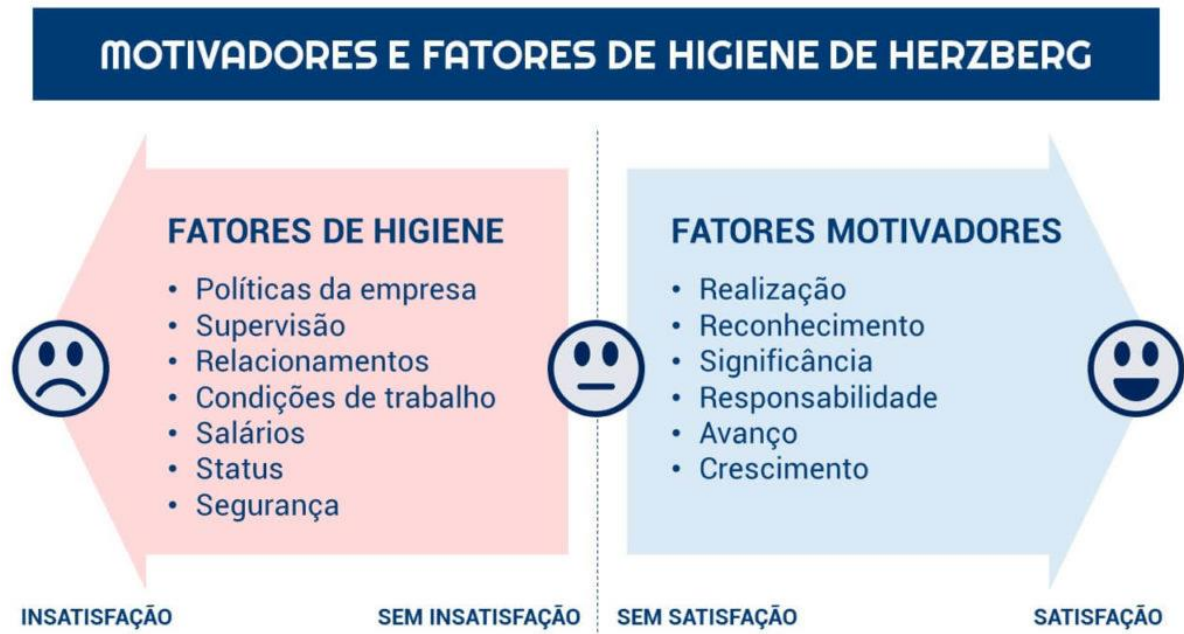 MOTIVADORES E FATORES DE HIGIENE DE HERZBERG
FATORES DE HIGIENE
• Políticas da empresa
• Supervisão
• Relacionamentos
• Condições de trabalho
• Salários
• Status
• Segurança
FATORES MOTIVADORES
• Realização
• Reconhecimento
• Significância
• Responsabilidade
• Avanço
• Crescimento
INSATISFAÇÃO
SEM INSATISFAÇÃO
SEM SATISFAÇÃO
SATISFAÇÃO